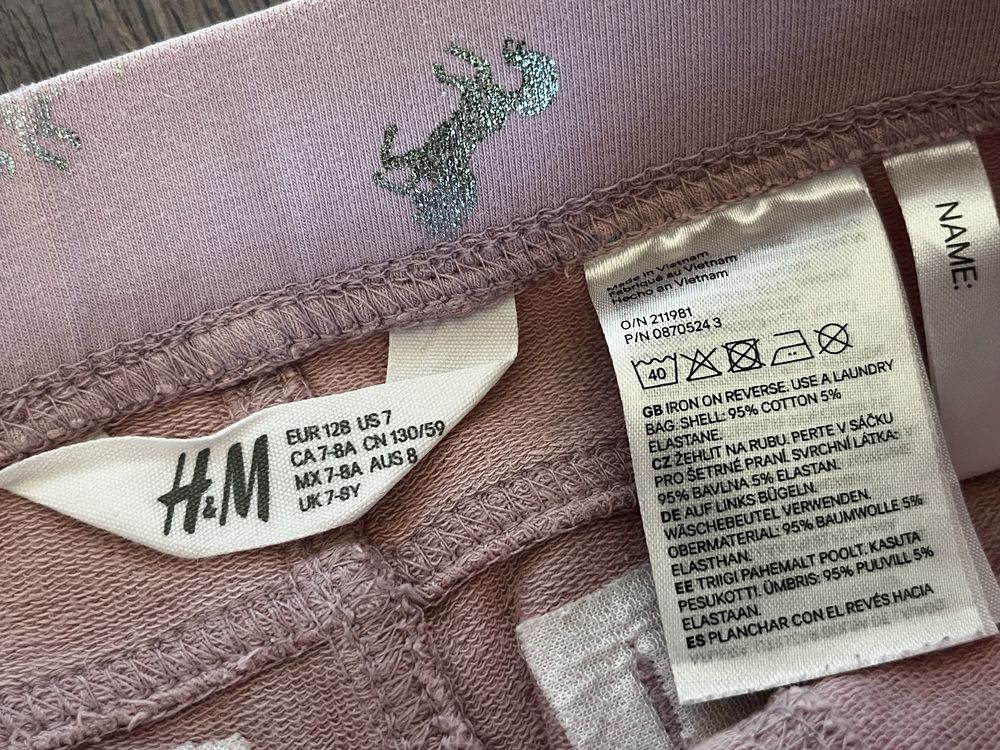 H&M
EUR 128 US 7
CA 7-8A CN 130/59
MX 7-8A AUS 8
UK 7-8Y
Made in Vietnam
Fabriqué au Vietnam
Hecho en Vietnam
O/N 211981
P/N 0870524 3
40
GB IRON ON REVERSE. USE A LAUNDRY
BAG. SHELL: 95% COTTON 5%
ELASTANE.
CZ ŽEHLIT NA RUBU. PERTE V SÁČKU
PRO ŠETRNÉ PRANÍ. SVRCHNÍ LÁTKA:
95% BAVLNA 5% ELASTAN.
DE AUF LINKS BÜGELN.
WÄSCHEBEUTEL VERWENDEN.
OBERMATERIAL: 95% BAUMWOLLE 5%
ELASTHAN.
EE TRIIGI PAHEMALT POOLT. KASUTA
PESUKOTTI. ÜMBRIS: 95% PUUVILL 5%
ELASTAAN.
ES PLANCHAR CON EL REVÉS HACIA
NAME: